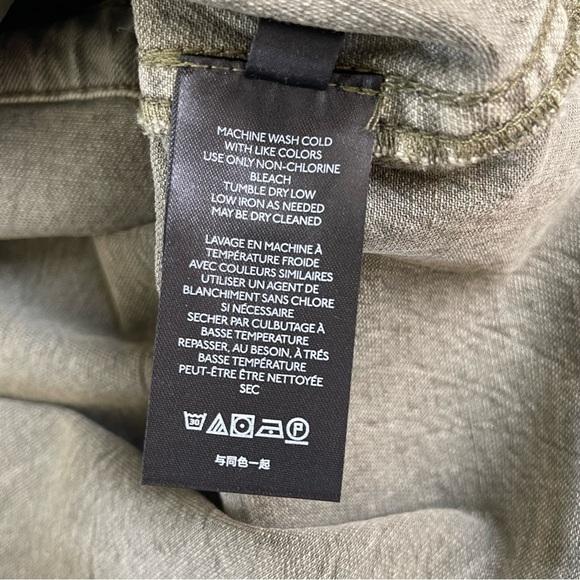 MACHINE WASH COLD
WITH LIKE COLORS
USE ONLY NON-CHLORINE
BLEACH
TUMBLE DRY LOW
LOW IRON AS NEEDED
MAY BE DRY CLEANED
LAVAGE EN MACHINE À
TEMPÉRATURE FROIDE
AVEC COULEURS SIMILAIRES
UTILISER UN AGENT DE
BLANCHIMENT SANS CHLORE
SI NÉCESSAIRE
SECHER PAR CULBUTAGE À
BASSE TEMPERATURE
REPASSER, AU BESOIN, À TRÉS
BASSE TEMPÉRATURE
PEUT-ÊTRE ÊTRE NETTOYÉE
SEC
30 P
与同色一起